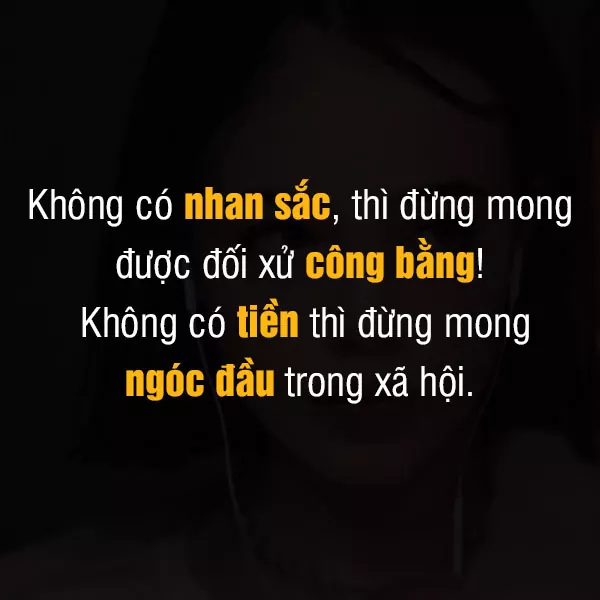 Không có nhan sắc, thì đừng mong
được đối xử công bằng!
Không có tiền thì đừng mong
ngóc đầu trong xã hội.